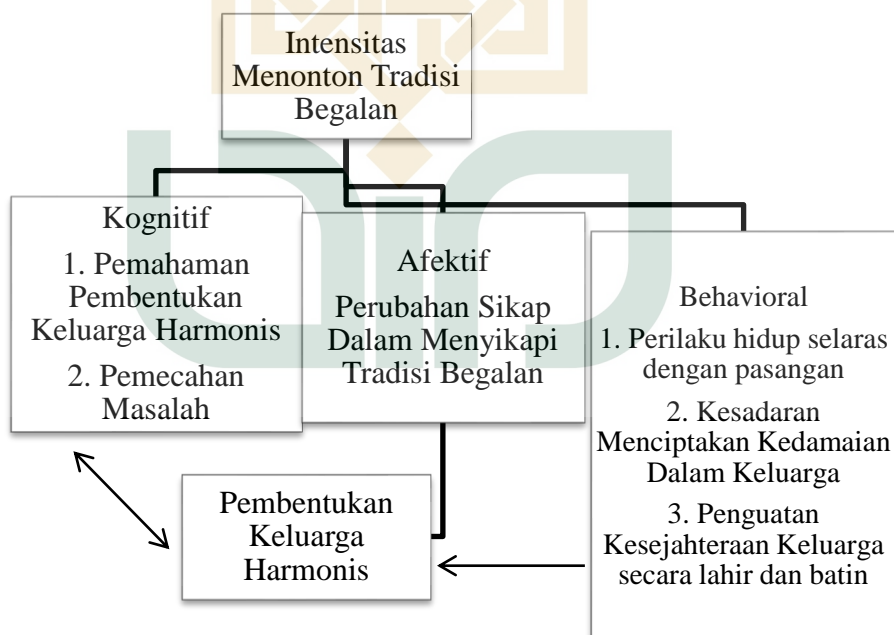 Intensitas
Menonton Tradisi
Begalan
Kognitif
1. Pemahaman
Pembentukan
Keluarga Harmonis
2. Pemecahan
Masalah
Afektif
Perubahan Sikap
Dalam Menyikapi
Tradisi Begalan
Behavioral
1. Perilaku hidup selaras
dengan pasangan
2. Kesadaran
Menciptakan Kedamaian
Dalam Keluarga
3. Penguatan
Kesejahteraan Keluarga
secara lahir dan batin
Pembentukan
Keluarga
Harmonis